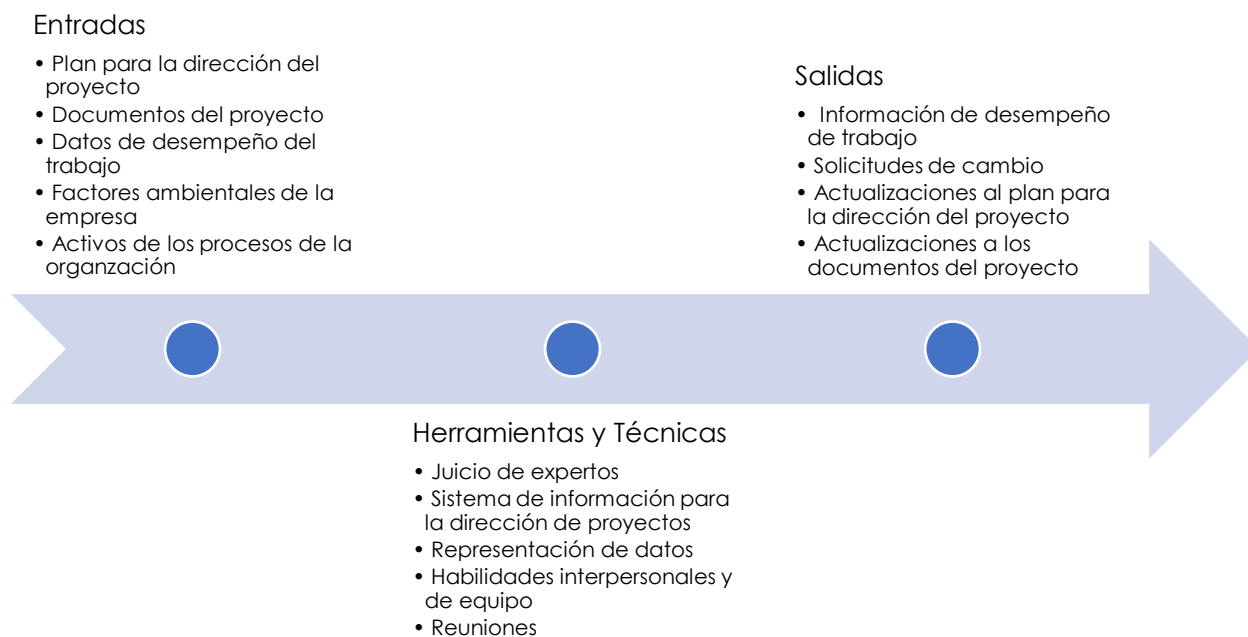 Entradas
• Plan para la dirección del
proyecto
• Documentos del proyecto
• Datos de desempeño del
trabajo
• Factores ambientales de la
empresa
• Activos de los procesos de la
organzación
Herramientas y Técnicas
• Juicio de expertos
• Sistema de información para
la dirección de proyectos
• Representación de datos
• Habilidades interpersonales y
de equipo
• Reuniones
Salidas
• Información de desempeño
de trabajo
• Solicitudes de cambio
• Actualizaciones al plan para
la dirección del proyecto
• Actualizaciones a los
documentos del proyecto